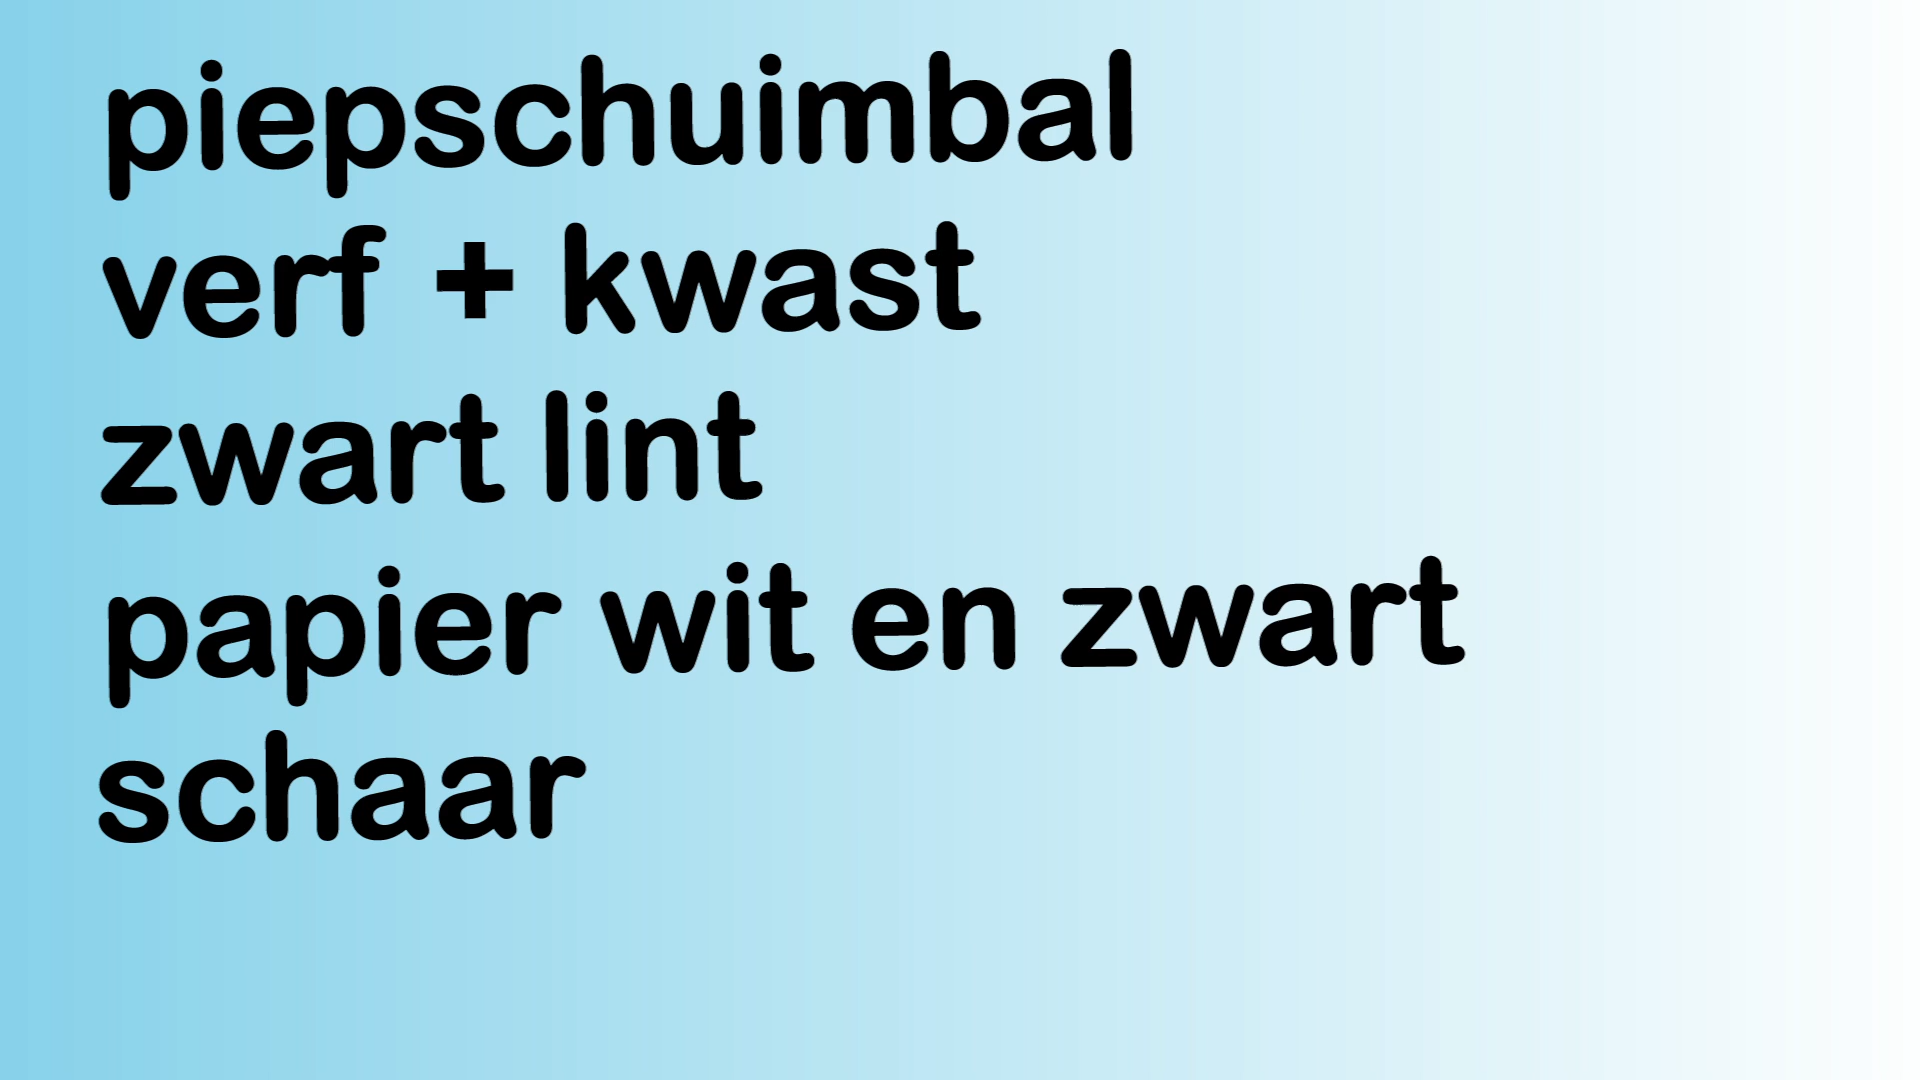 piepschuimbal
verf + kwast
zwart lint
papier wit en zwart
schaar